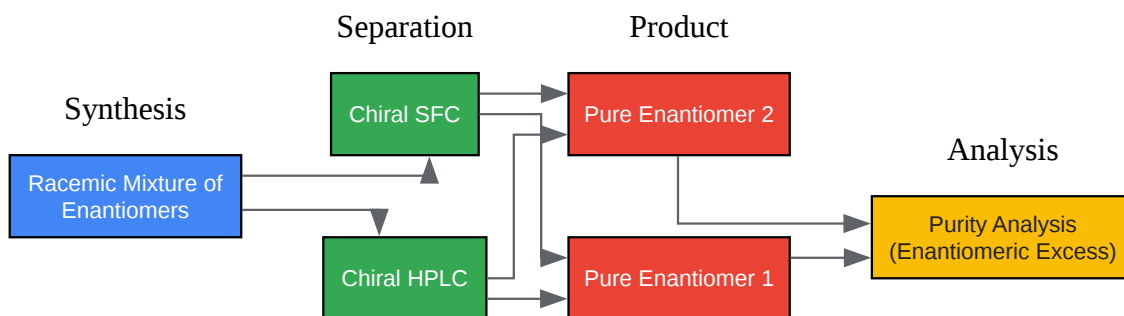 Separation
Product
Synthesis
Chiral SFC
Pure Enantiomer 2
Analysis
Racemic Mixture of
Enantiomers
Purity Analysis
(Enantiomeric Excess)
Chiral HPLC
Pure Enantiomer 1